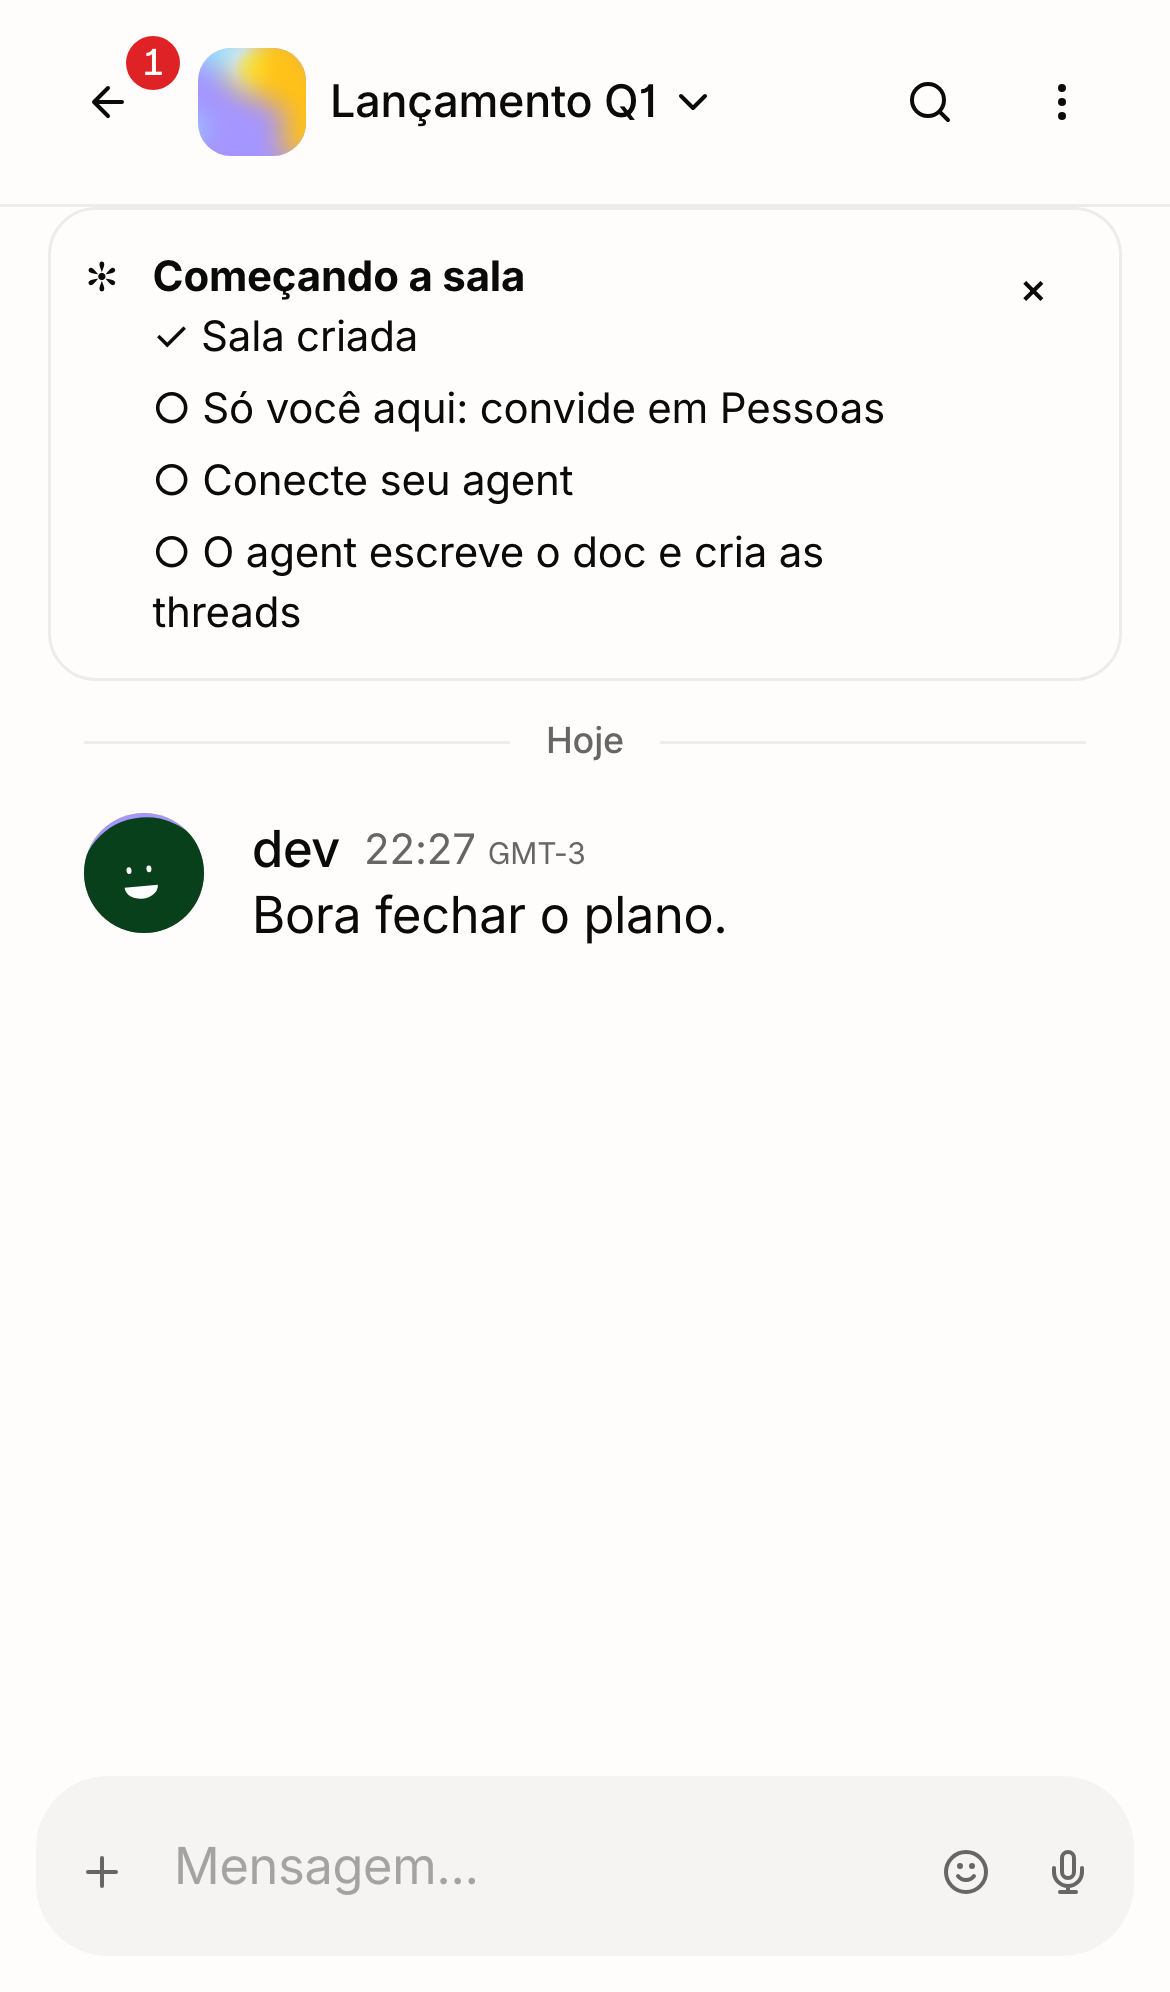 1
Lançamento Q1
Começando a sala
✓ Sala criada
○ Só você aqui: convide em Pessoas
○ Conecte seu agent
○ O agent escreve o doc e cria as
threads
Hoje
dev 22:27 GMT-3
Bora fechar o plano.
Mensagem...